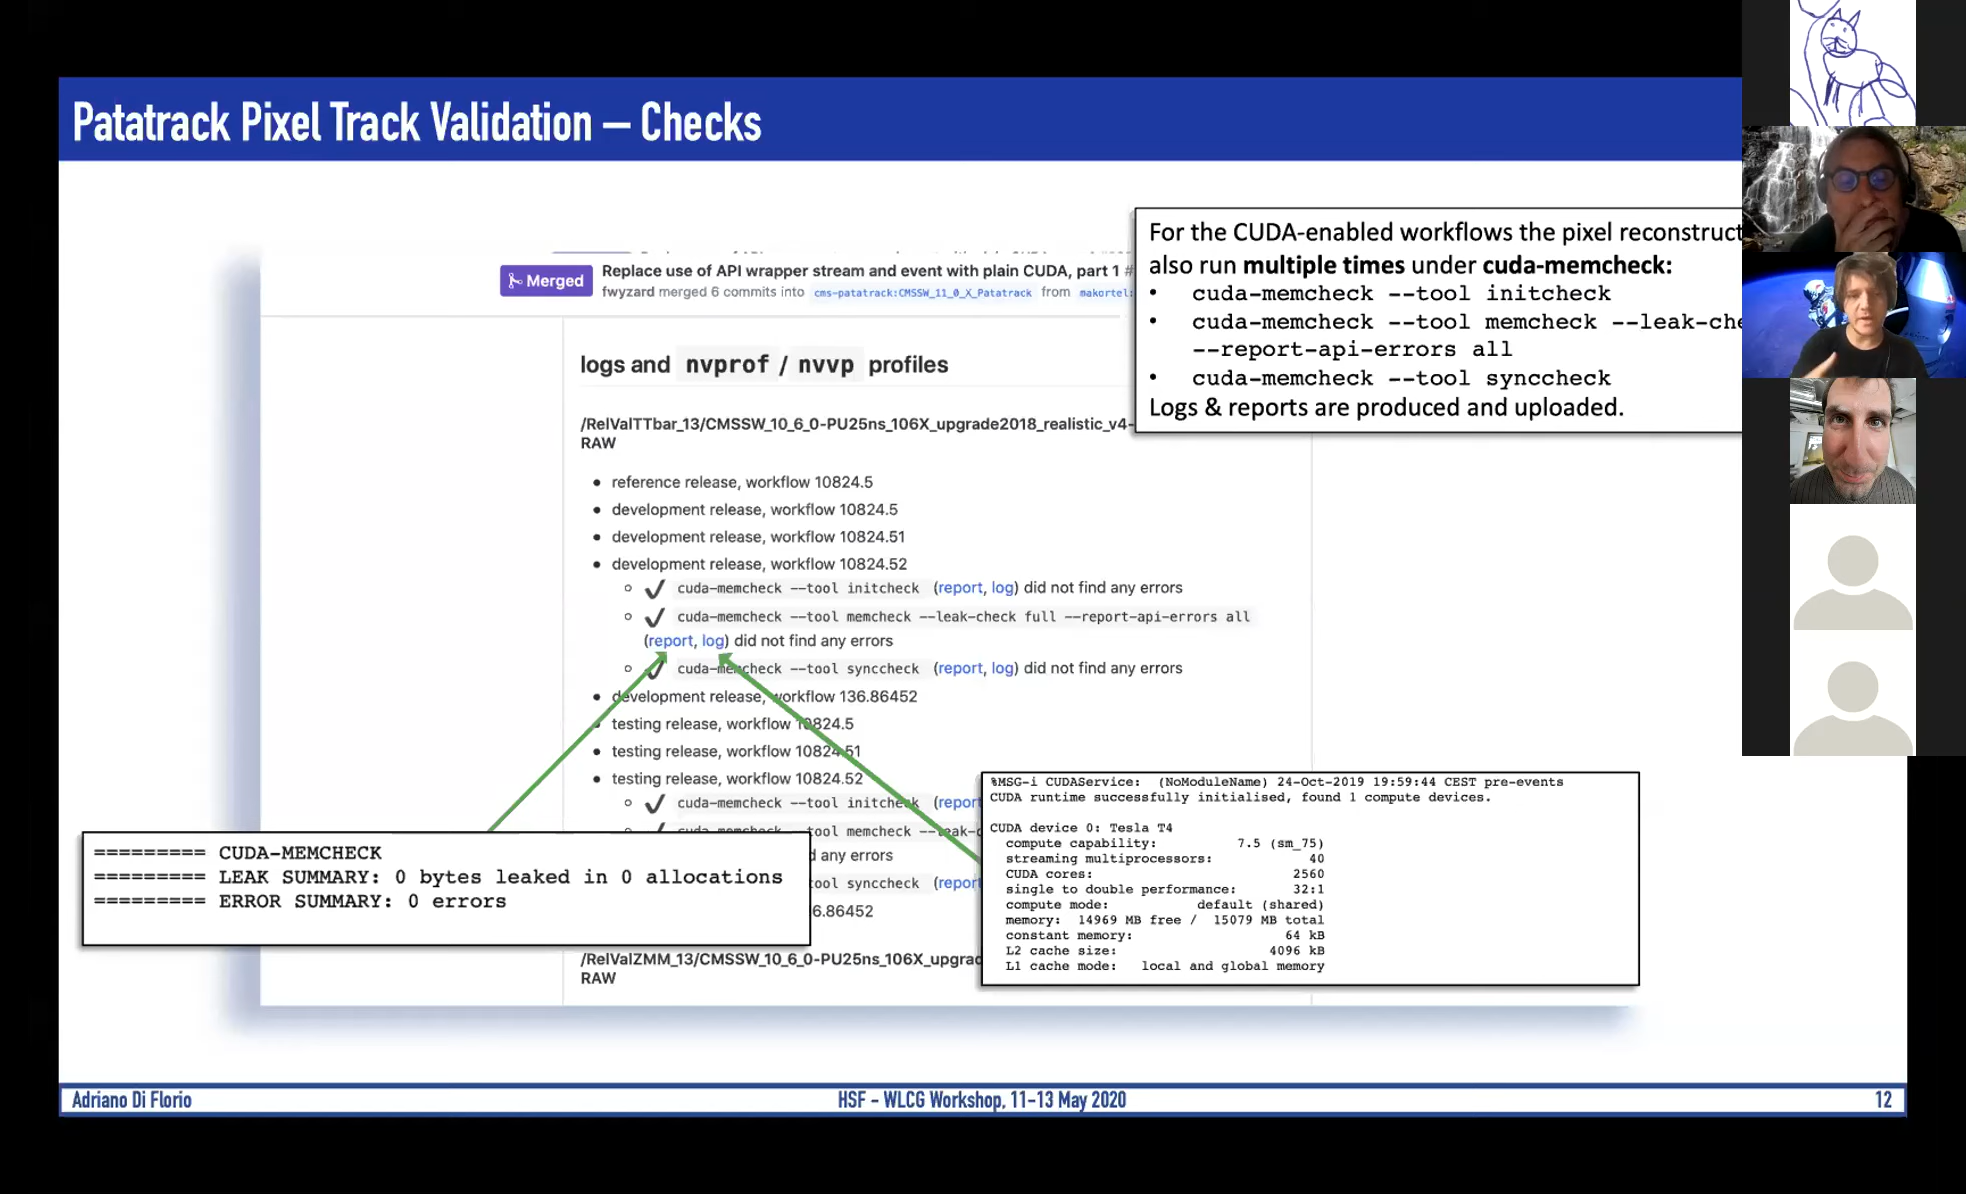 Patatrack Pixel Track Validation – Checks
For the CUDA-enabled workflows the pixel reconstruct
also run multiple times under cuda-memcheck:
• cuda-memcheck --tool initcheck
• cuda-memcheck --tool memcheck --leak-che
--report-api-errors all
• cuda-memcheck --tool synccheck
Logs & reports are produced and uploaded.
Merged
Replace use of API wrapper stream and event with plain CUDA, part 1 #
fwyzard merged 6 commits into cms-patatrack:CMSSW_11_0_X_Patatrack from makortel:
logs and nvprof / nvvp profiles
/RelValTTbar_13/CMSSW_10_6_0-PU25ns_106X_upgrade2018_realistic_v4-
RAW
• reference release, workflow 10824.5
• development release, workflow 10824.5
• development release, workflow 10824.51
• development release, workflow 10824.52
✔ cuda-memcheck --tool initcheck (report, log) did not find any errors
✔ cuda-memcheck --tool memcheck --leak-check full --report-api-errors all
(report, log) did not find any errors
✔ cuda-memcheck --tool synccheck (report, log) did not find any errors
• development release, workflow 136.86452
• testing release, workflow 10824.5
• testing release, workflow 10824.51
• testing release, workflow 10824.52
✔ cuda-memcheck --tool initcheck (report
cuda-memcheck --tool memcheck --leak-c
d any errors
tool synccheck (report
6.86452
/RelValZMM_13/CMSSW_10_6_0-PU25ns_106X_upgrad
RAW
========= CUDA-MEMCHECK
========= LEAK SUMMARY: 0 bytes leaked in 0 allocations
========= ERROR SUMMARY: 0 errors
%MSG-i CUDAService: (NoModuleName) 24-Oct-2019 19:59:44 CEST pre-events
CUDA runtime successfully initialised, found 1 compute devices.
CUDA device 0: Tesla T4
compute capability: 7.5 (sm_75)
streaming multiprocessors: 40
CUDA cores: 2560
single to double performance: 32:1
compute mode: default (shared)
memory: 14969 MB free / 15079 MB total
constant memory: 64 kB
L2 cache size: 4096 kB
L1 cache mode: local and global memory
Adriano Di Florio
HSF - WLCG Workshop, 11-13 May 2020
12